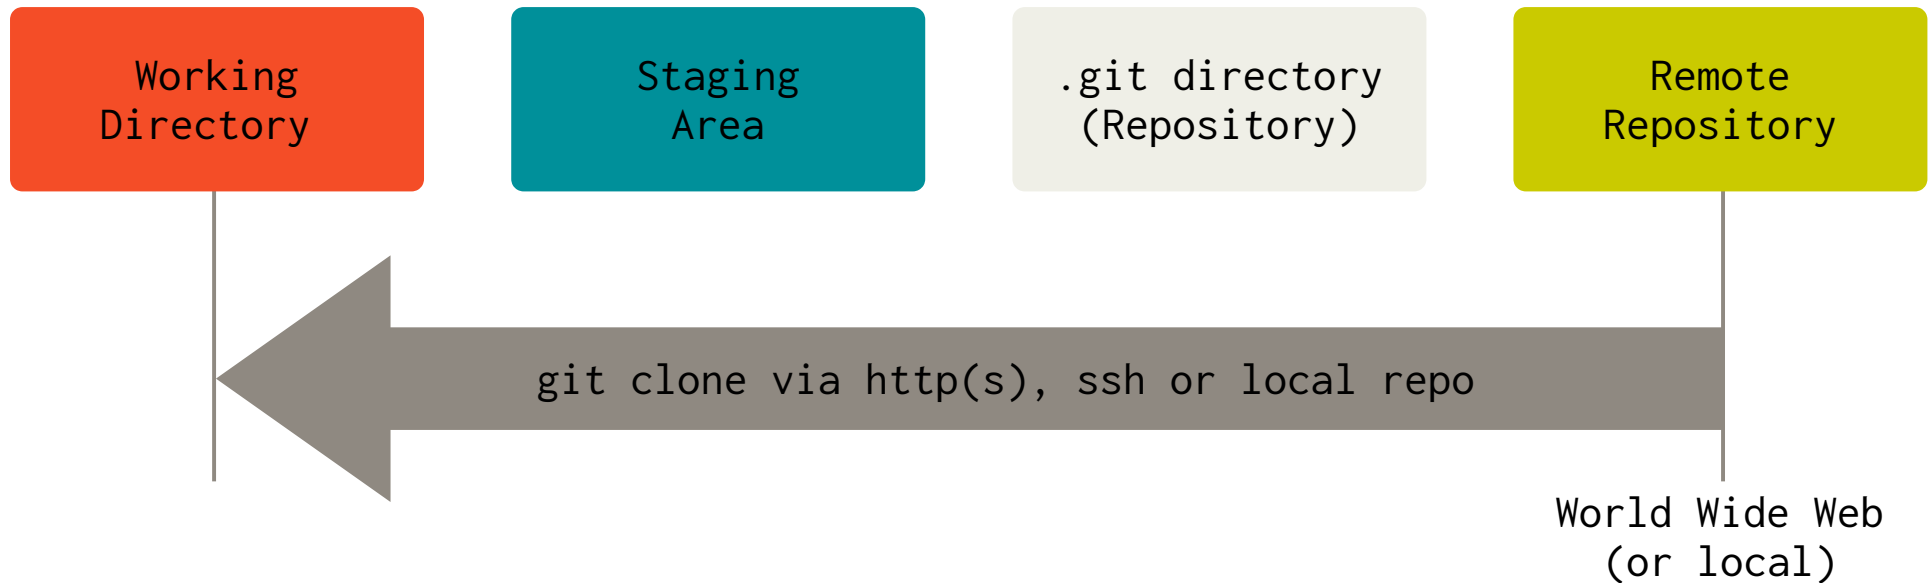 Working
Directory
Staging
Area
.git directory
(Repository)
Remote
Repository
git clone via http(s), ssh or local repo
World Wide Web
(or local)